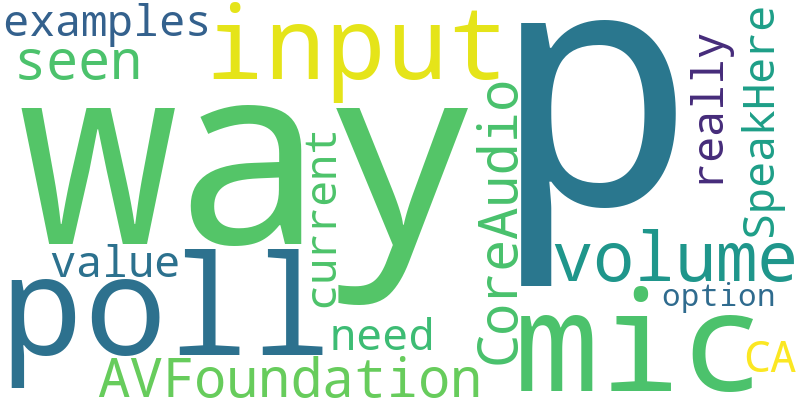 examples
seen
input
way
p
really
SpeakHere
current
CoreAudio
value
poll
volume
option
need
mic
CA
AVFoundation